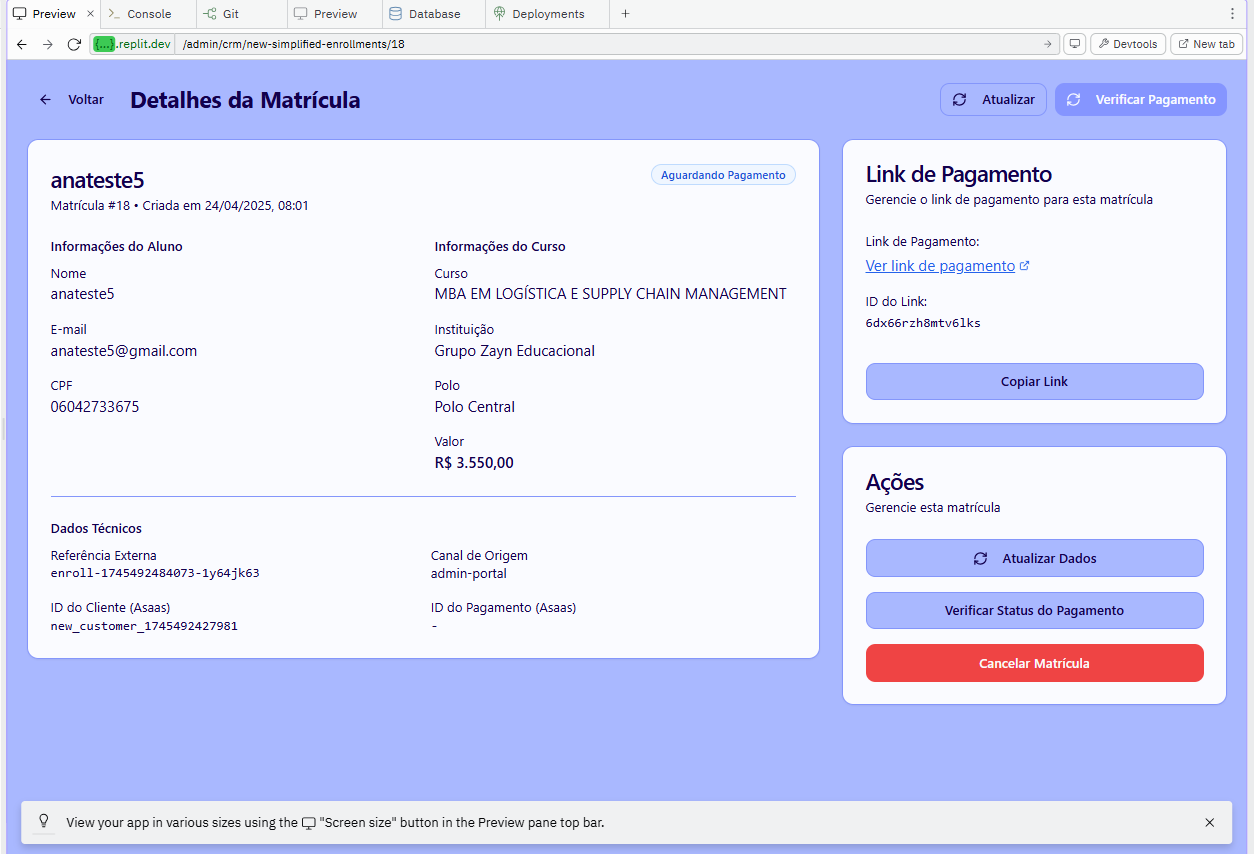 Preview
Console
Git
Preview
Database
Deployments
{...}.replit.dev /admin/crm/new-simplified-enrollments/18
Devtools
New tab
Voltar
Detalhes da Matrícula
Atualizar
Verificar Pagamento
anateste5
Aguardando Pagamento
Matrícula #18 • Criada em 24/04/2025, 08:01
Informações do Aluno
Nome
anateste5
E-mail
anateste5@gmail.com
CPF
06042733675
Informações do Curso
Curso
MBA EM LOGÍSTICA E SUPPLY CHAIN MANAGEMENT
Instituição
Grupo Zayn Educacional
Polo
Polo Central
Valor
R$ 3.550,00
Dados Técnicos
Referência Externa
enroll-1745492484073-1y64jk63
Canal de Origem
admin-portal
ID do Cliente (Asaas)
new_customer_1745492427981
ID do Pagamento (Asaas)
-
Link de Pagamento
Gerencie o link de pagamento para esta matrícula
Link de Pagamento:
Ver link de pagamento
ID do Link:
6dx66rzh8mtv6lks
Copiar Link
Ações
Gerencie esta matrícula
Atualizar Dados
Verificar Status do Pagamento
Cancelar Matrícula
View your app in various sizes using the "Screen size" button in the Preview pane top bar.